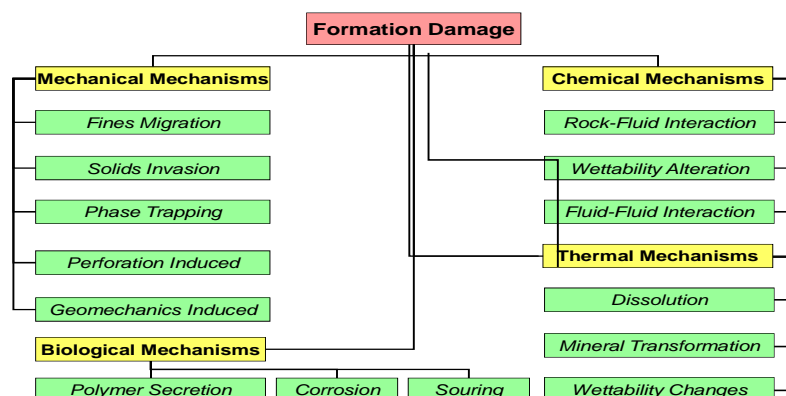 Formation Damage
Mechanical Mechanisms
Fines Migration
Solids Invasion
Phase Trapping
Perforation Induced
Geomechanics Induced
Biological Mechanisms
Polymer Secretion
Corrosion
Souring
Chemical Mechanisms
Rock-Fluid Interaction
Wettability Alteration
Fluid-Fluid Interaction
Thermal Mechanisms
Dissolution
Mineral Transformation
Wettability Changes